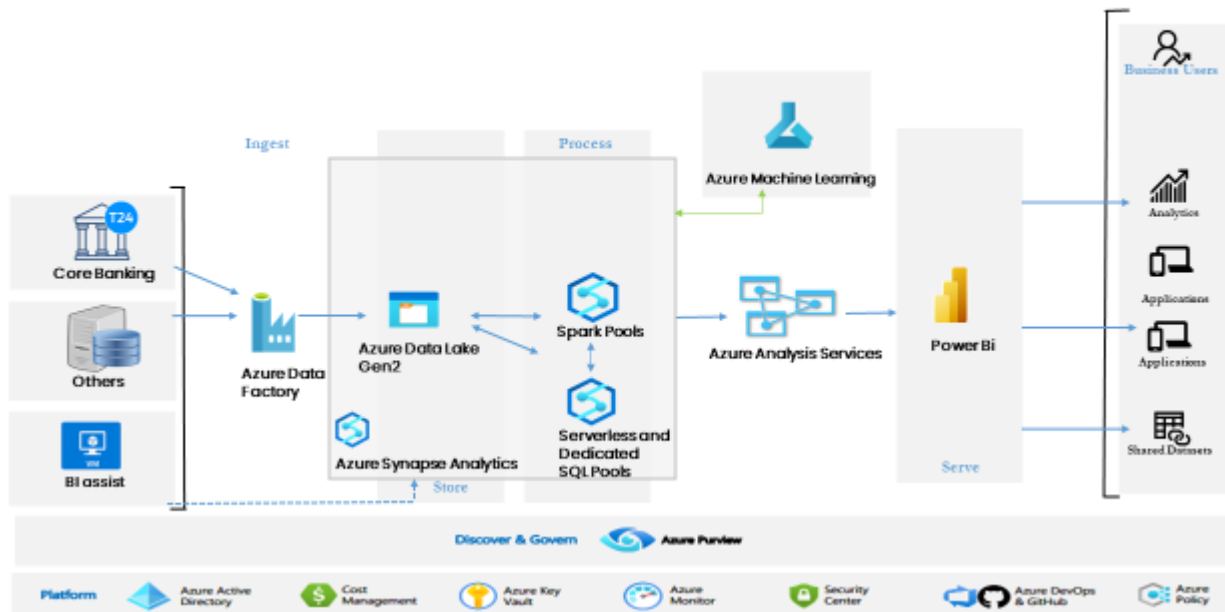 Business Users
Ingest
Process
Azure Machine Learning
T24
Core Banking
Analytics
Others
Azure Data
Factory
Azure Data Lake
Gen2
Spark Pools
Azure Analysis Services
Power Bi
Applications
Applications
VM
BI assist
Azure Synapse Analytics
Serverless and
Dedicated
SQL Pools
Store
Serve
Shared Datasets
Discover & Govern
Azure Purview
Platform
Azure Active
Directory
Cost
Management
Azure Key
Vault
Azure
Monitor
Security
Center
Azure DevOps
& GitHub
Azure
Policy